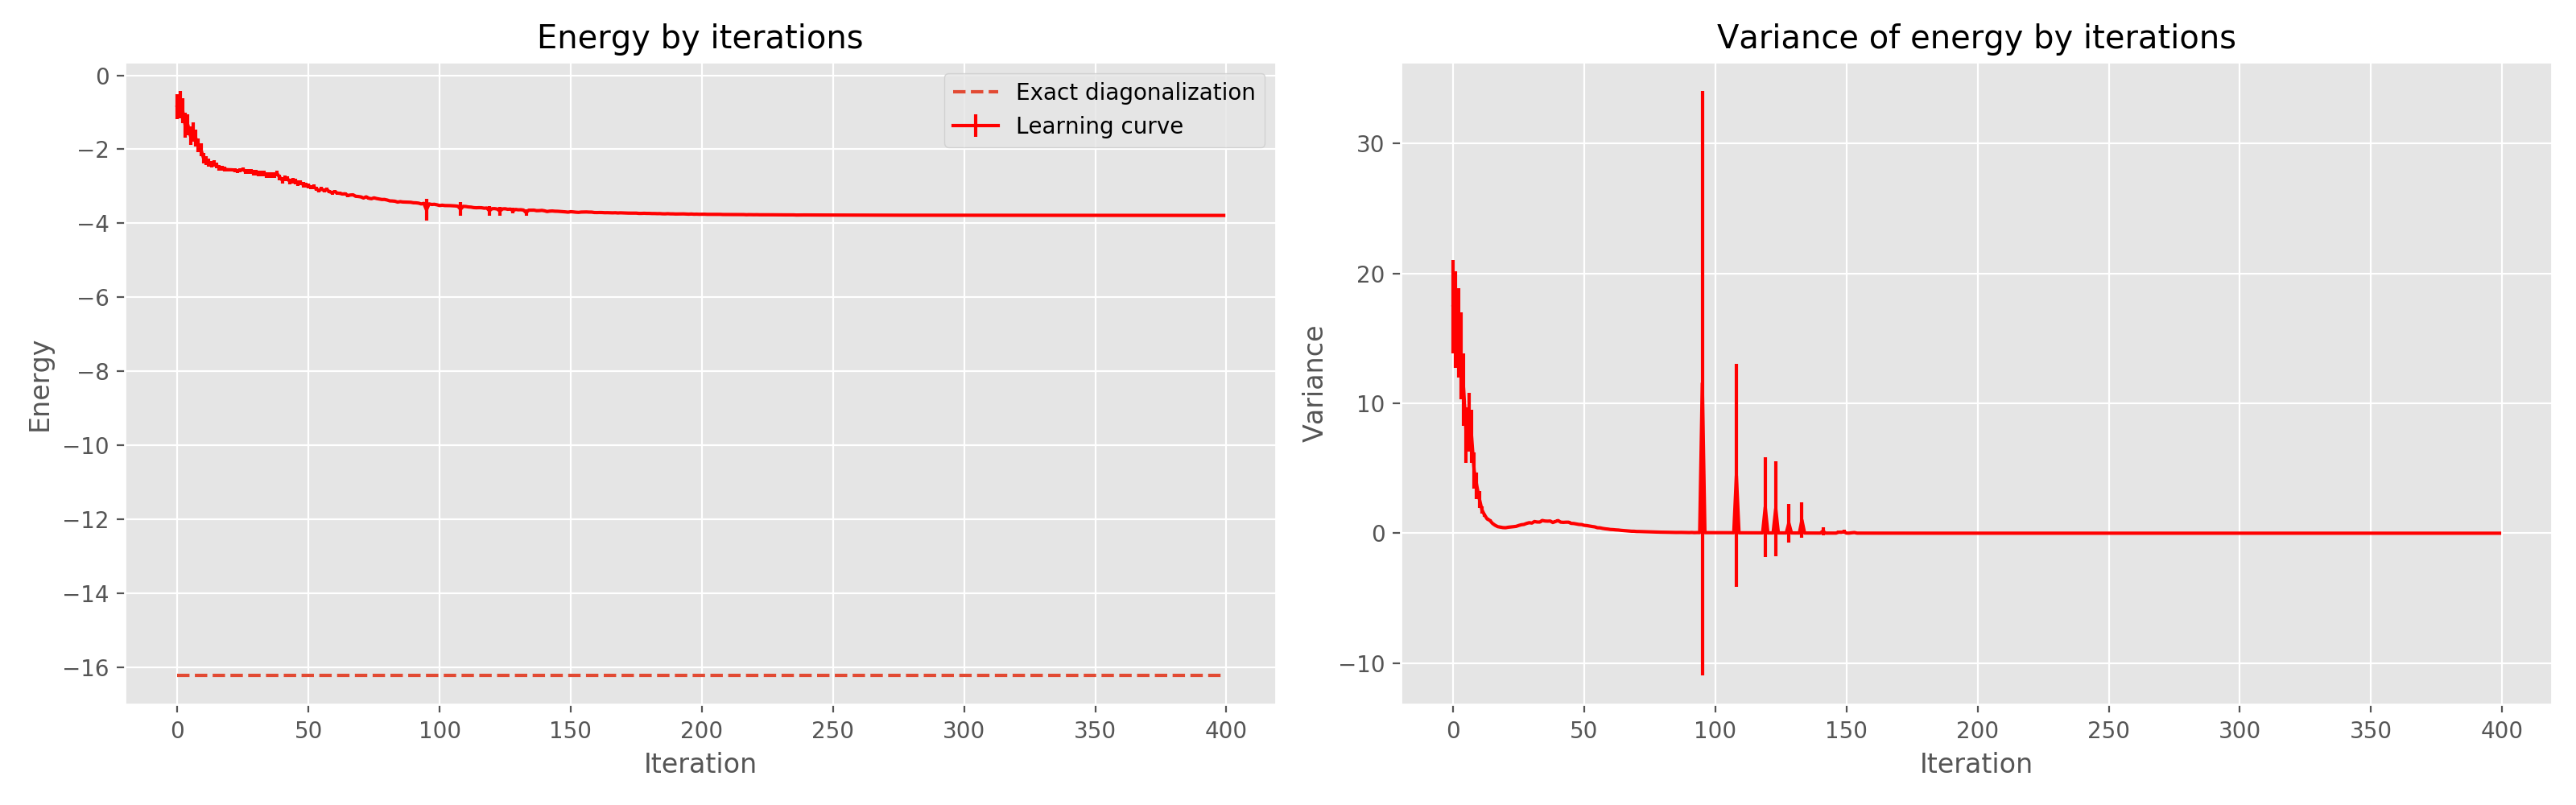 Energy by iterations
0
−2
−4
−6
−8
−10
−12
−14
−16
Energy
Exact diagonalization
Learning curve
0 50 100 150 200 250 300 350 400
Iteration
Variance of energy by iterations
30
20
10
0
−10
Variance
0 50 100 150 200 250 300 350 400
Iteration